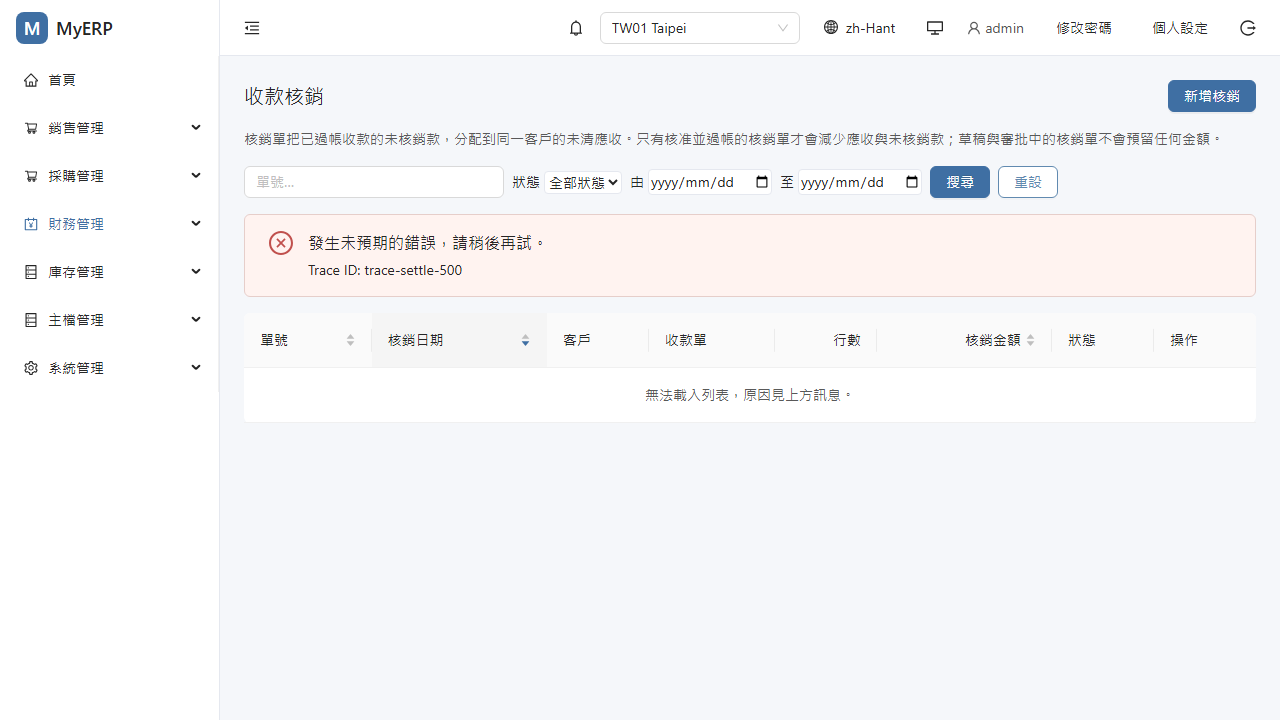 M MyERP
TW01 Taipei
zh-Hant
admin
修改密碼
個人設定
首頁
銷售管理
採購管理
財務管理
庫存管理
主檔管理
系統管理
收款核銷
新增核銷
核銷單把已過帳收款的未核銷款，分配到同一客戶的未清應收。只有核准並過帳的核銷單才會減少應收與未核銷款；草稿與審批中的核銷單不會預留任何金額。
單號... 狀態 全部狀態 由 yyyy/mm/dd 至 yyyy/mm/dd 搜尋 重設
發生未預期的錯誤，請稍後再試。
Trace ID: trace-settle-500
單號 核銷日期 客戶 收款單 行數 核銷金額 狀態 操作
無法載入列表，原因見上方訊息。